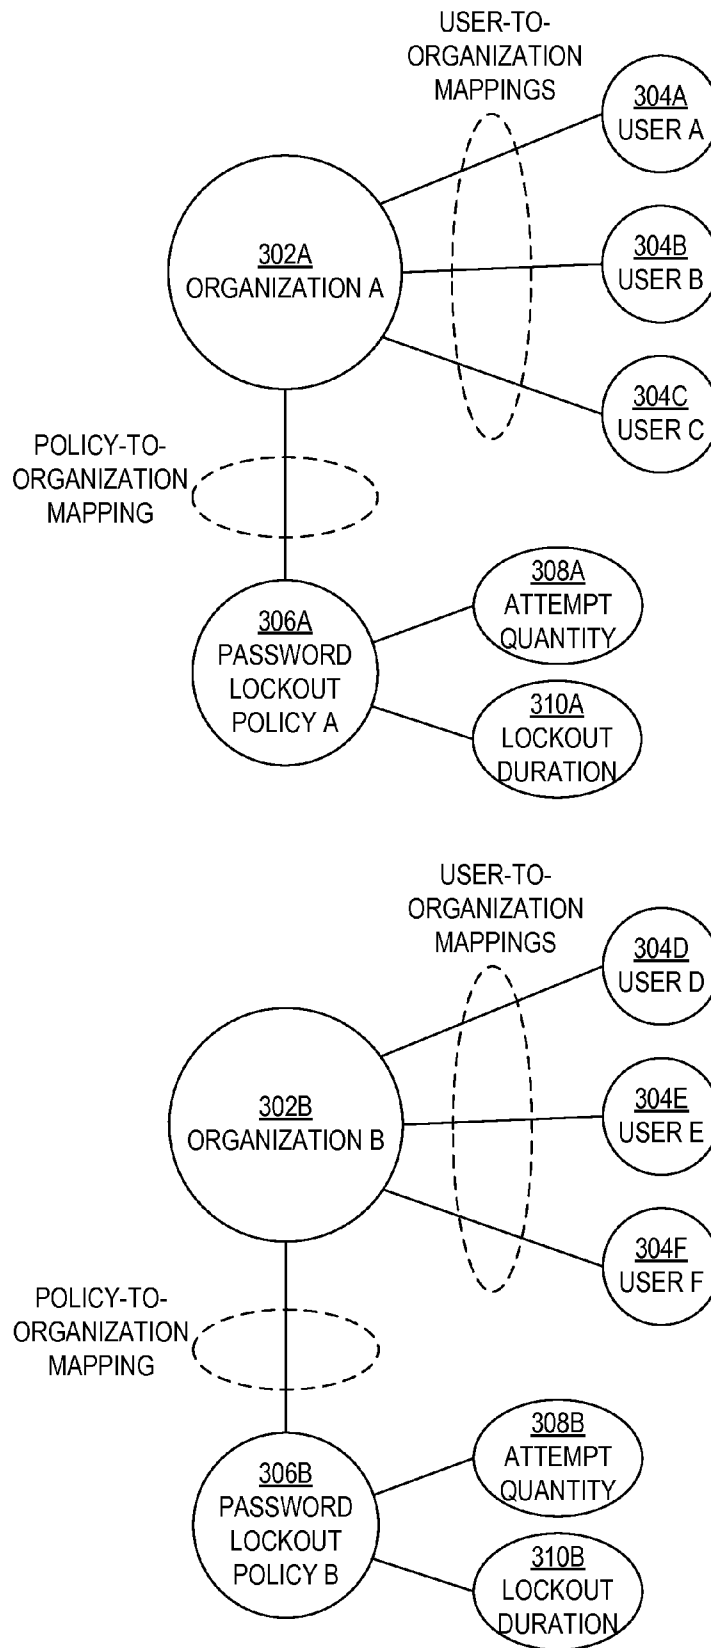 USER-TO-
ORGANIZATION
MAPPINGS
304A
USER A
302A
ORGANIZATION A
304B
USER B
304C
USER C
POLICY-TO-
ORGANIZATION
MAPPING
306A
PASSWORD
LOCKOUT
POLICY A
308A
ATTEMPT
QUANTITY
310A
LOCKOUT
DURATION
USER-TO-
ORGANIZATION
MAPPINGS
304D
USER D
302B
ORGANIZATION B
304E
USER E
304F
USER F
POLICY-TO-
ORGANIZATION
MAPPING
306B
PASSWORD
LOCKOUT
POLICY B
308B
ATTEMPT
QUANTITY
310B
LOCKOUT
DURATION